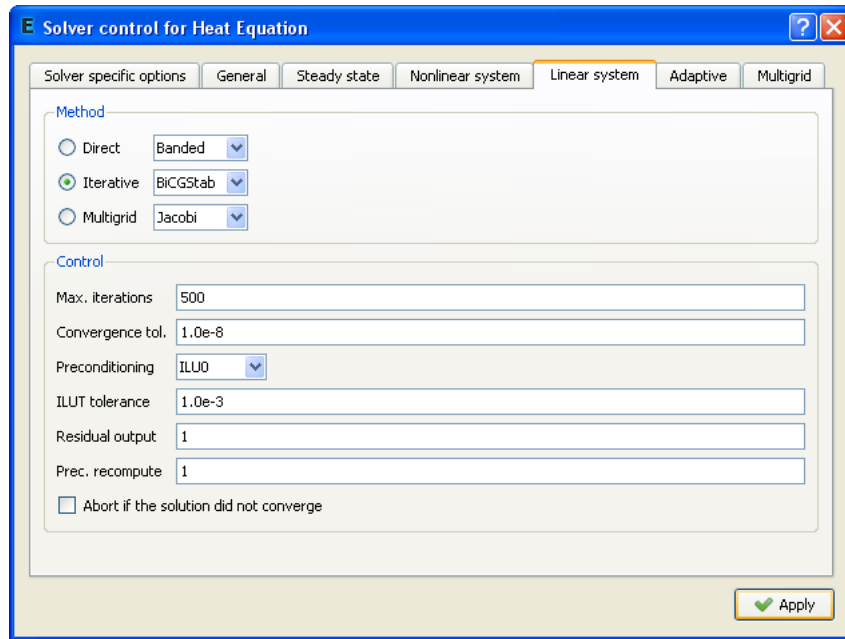 E Solver control for Heat Equation ?
Solver specific options General Steady state Nonlinear system Linear system Adaptive Multigrid
Method
Direct Banded
Iterative BiCGStab
Multigrid Jacobi
Control
Max. iterations 500
Convergence tol. 1.0e-8
Preconditioning ILU0
ILUT tolerance 1.0e-3
Residual output 1
Prec. recompute 1
Abort if the solution did not converge
Apply